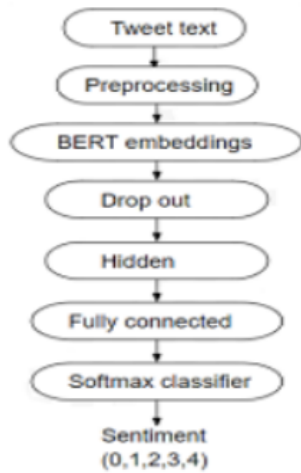 Tweet text
Preprocessing
BERT embeddings
Drop out
Hidden
Fully connected
Softmax classifier
Sentiment
(0,1,2,3,4)